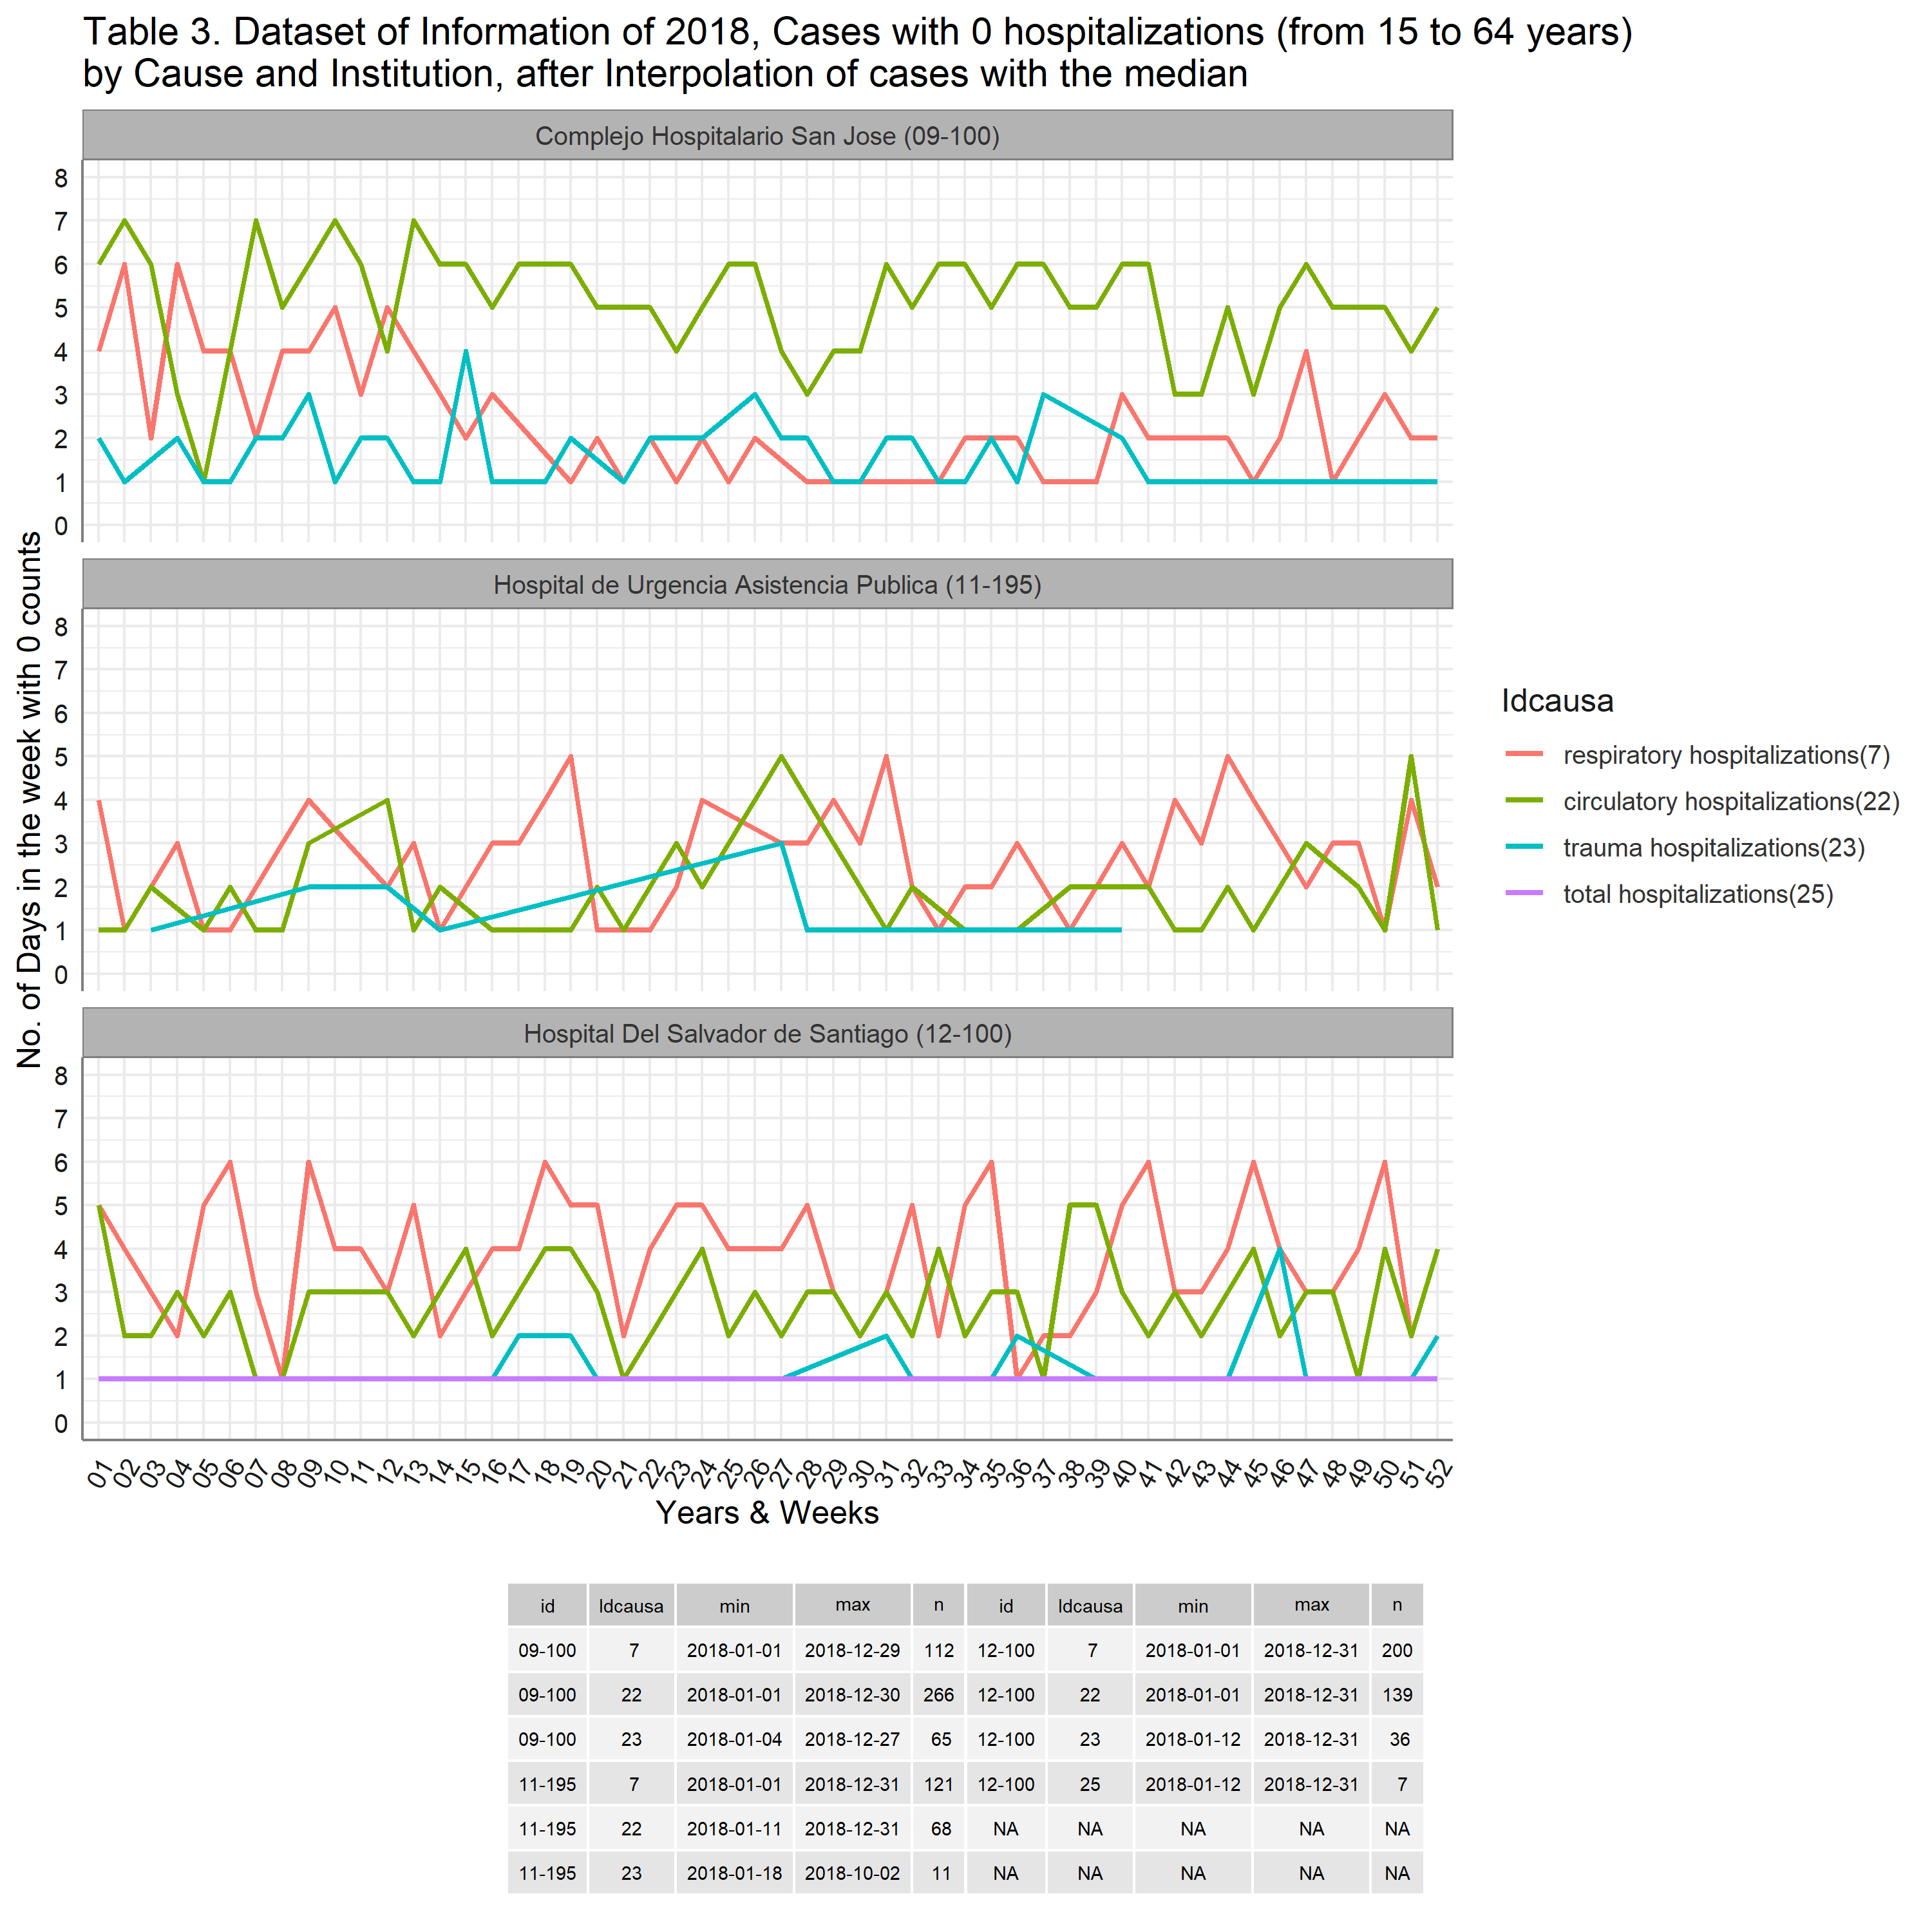 Table 3. Dataset of Information of 2018, Cases with 0 hospitalizations (from 15 to 64 years)
by Cause and Institution, after Interpolation of cases with the median
Complejo Hospitalario San Jose (09-100)
8
7
6
5
4
3
2
1
0
No. of Days in the week with 0 counts
Hospital de Urgencia Asistencia Publica (11-195)
8
7
6
5
4
3
2
1
0
Hospital Del Salvador de Santiago (12-100)
8
7
6
5
4
3
2
1
0
01 02 03 04 05 06 07 08 09 10 11 12 13 14 15 16 17 18 19 20 21 22 23 24 25 26 27 28 29 30 31 32 33 34 35 36 37 38 39 40 41 42 43 44 45 46 47 48 49 50 51 52
Years & Weeks
Idcausa
respiratory hospitalizations(7)
circulatory hospitalizations(22)
trauma hospitalizations(23)
total hospitalizations(25)
id Idcausa min max n id Idcausa min max n
09-100 7 2018-01-01 2018-12-29 112 12-100 7 2018-01-01 2018-12-31 200
09-100 22 2018-01-01 2018-12-30 266 12-100 22 2018-01-01 2018-12-31 139
09-100 23 2018-01-04 2018-12-27 65 12-100 23 2018-01-12 2018-12-31 36
11-195 7 2018-01-01 2018-12-31 121 12-100 25 2018-01-12 2018-12-31 7
11-195 22 2018-01-11 2018-12-31 68 NA NA NA NA NA
11-195 23 2018-01-18 2018-10-02 11 NA NA NA NA NA